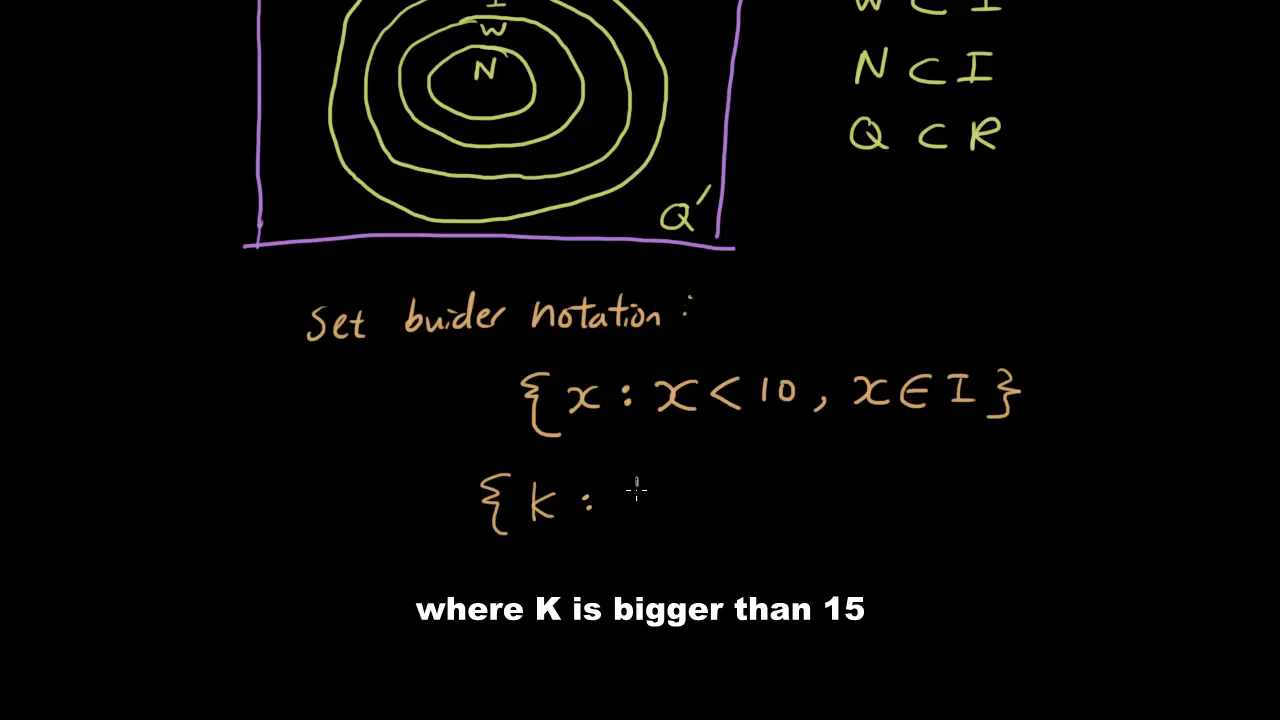 I
W
N
Q′
W ⊂ I
N ⊂ I
Q ⊂ R
Set buider notation :
{ x : x < 10 , x ∈ I }
{ k :
where K is bigger than 15